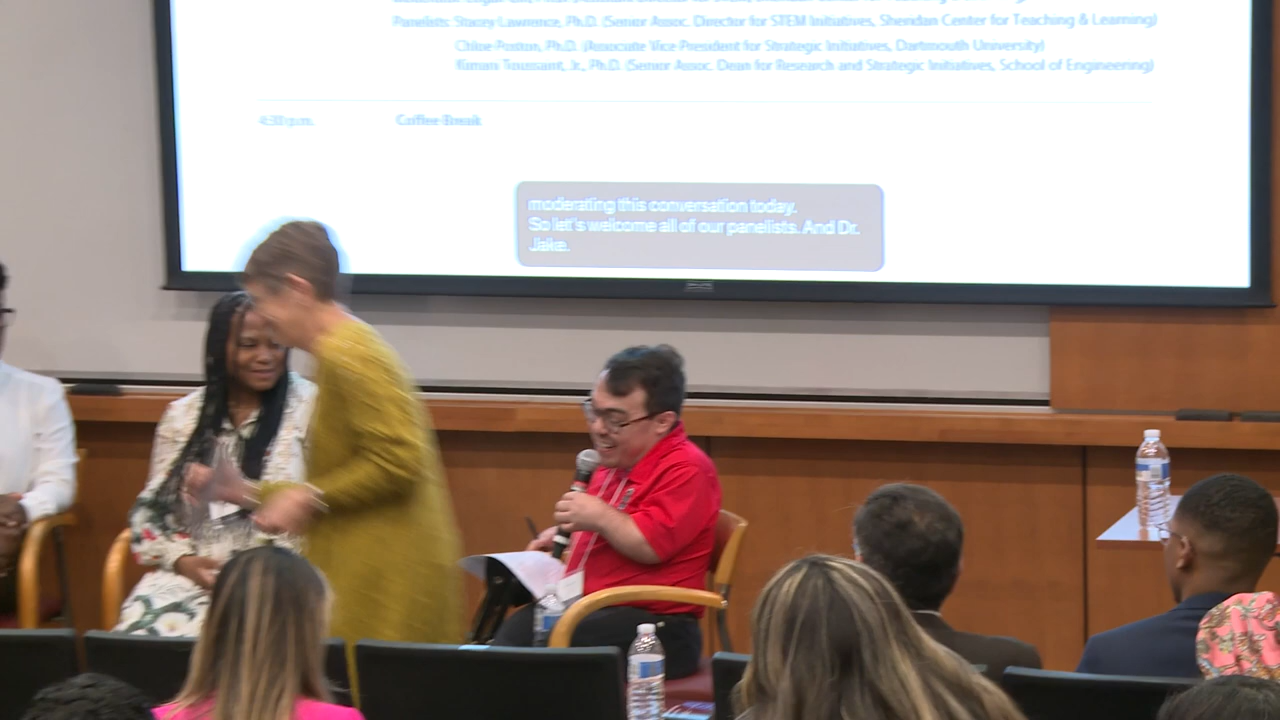 Panelists: Stacey Lawrence, Ph.D. (Senior Assoc. Director for STEM Initiatives, Sheridan Center for Teaching & Learning)
Chloe Poston, Ph.D. (Associate Vice President for Strategic Initiatives, Dartmouth University)
Kimani Toussaint, Jr., Ph.D. (Senior Assoc. Dean for Research and Strategic Initiatives, School of Engineering)
4:30 p.m. Coffee Break
moderating this conversation today.
So let's welcome all of our panelists. And Dr.
Jake.